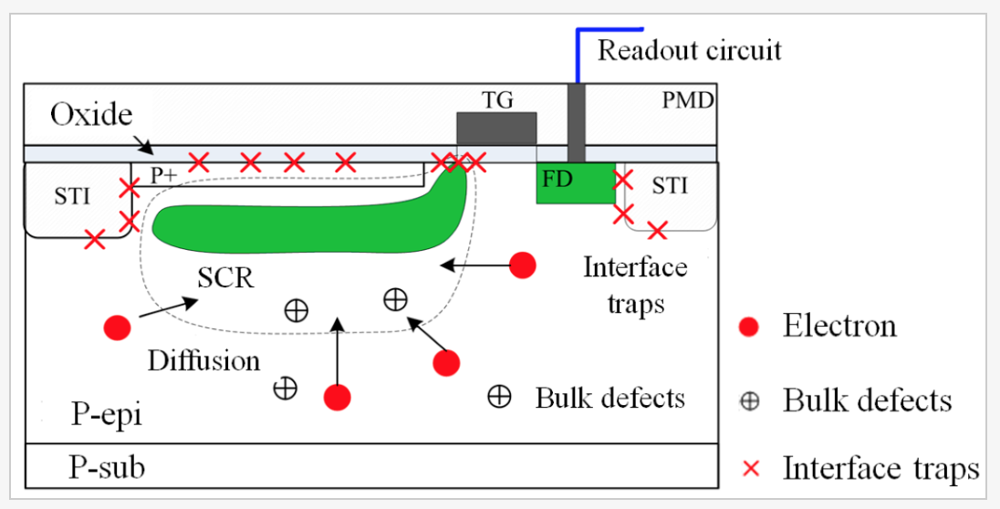 Readout circuit
TG
PMD
Oxide
P+
STI
FD
STI
SCR
Interface
traps
Electron
Diffusion
Bulk defects
Bulk defects
P-epi
P-sub
Interface traps